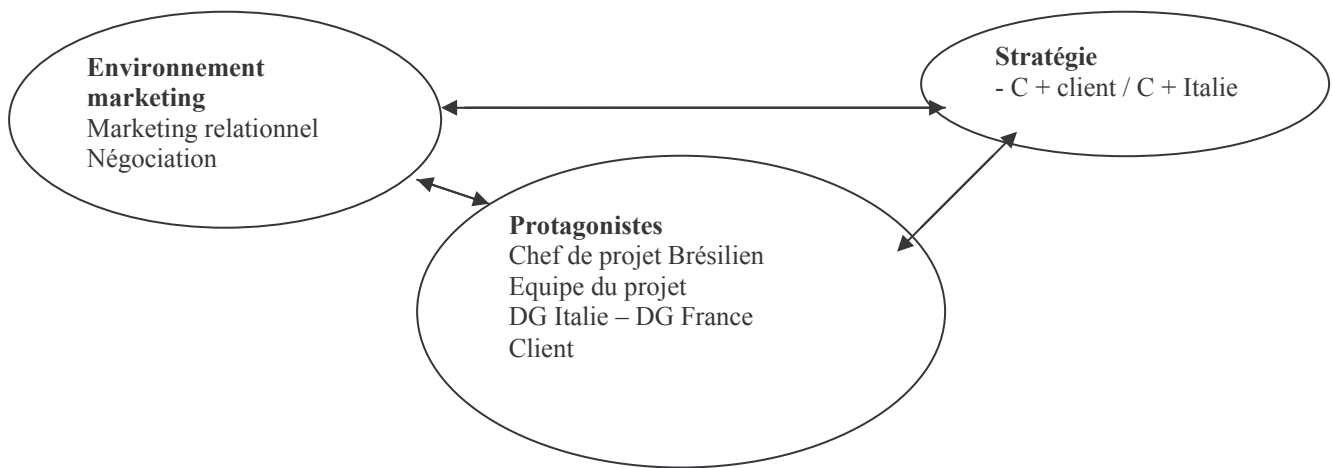 Environnement
marketing
Marketing relationnel
Négociation
Stratégie
- C + client / C + Italie
Protagonistes
Chef de projet Brésilien
Equipe du projet
DG Italie – DG France
Client